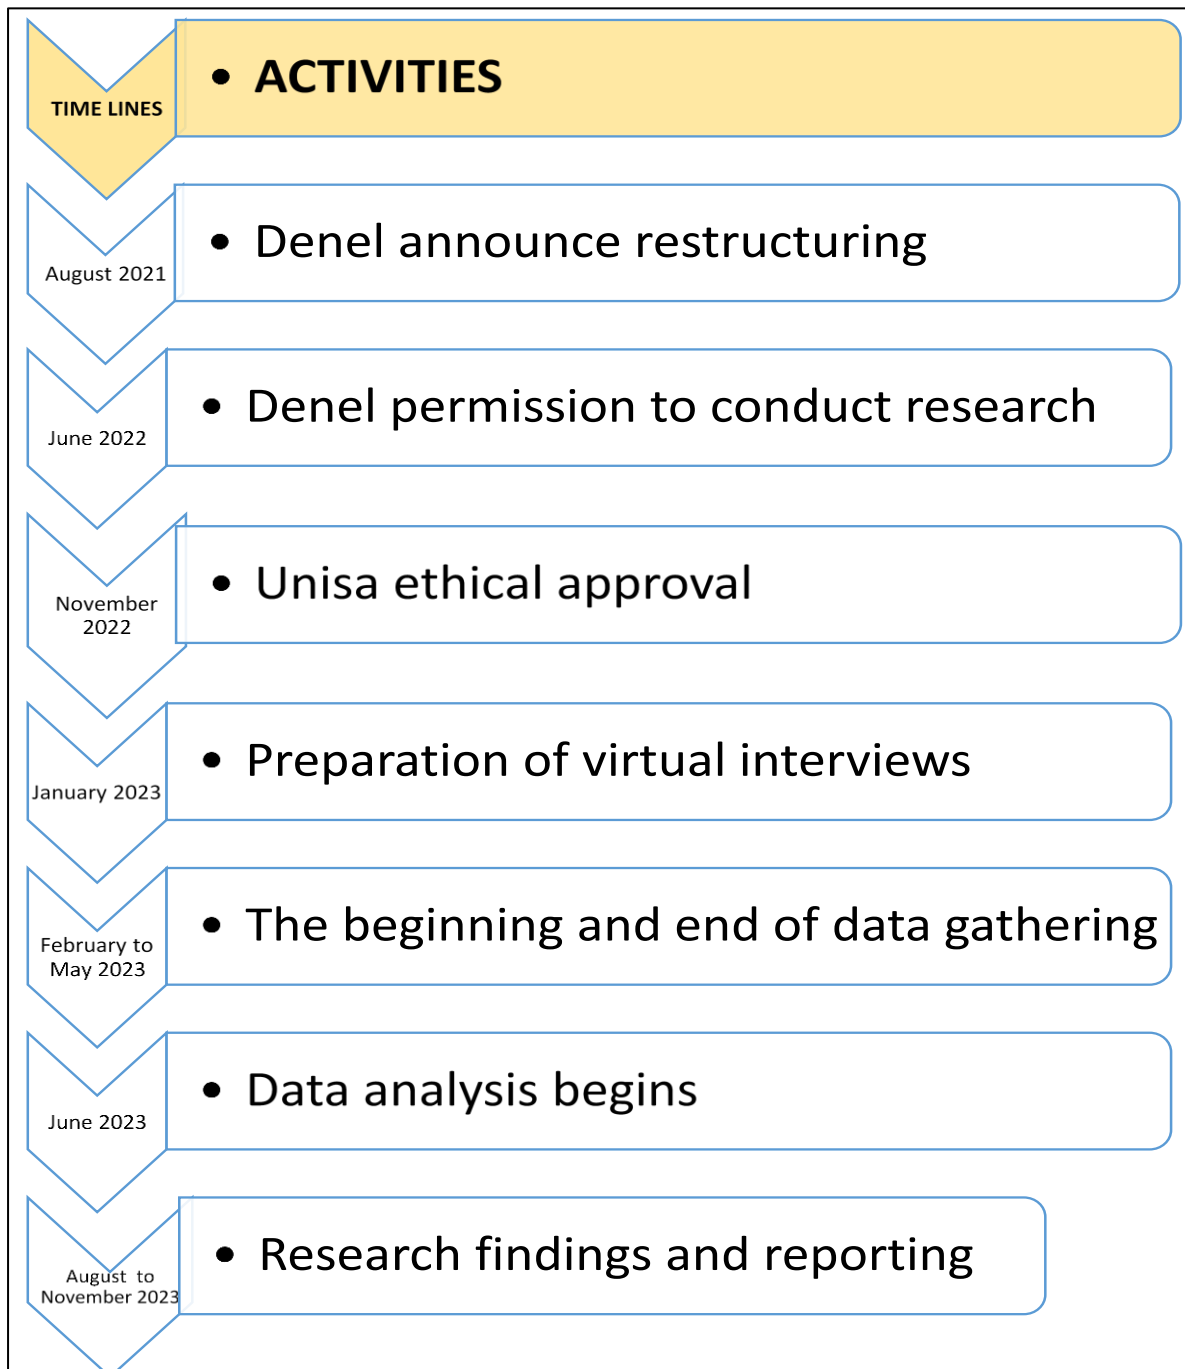 TIME LINES
• ACTIVITIES
August 2021
• Denel announce restructuring
June 2022
• Denel permission to conduct research
November
2022
• Unisa ethical approval
January 2023
• Preparation of virtual interviews
February to
May 2023
• The beginning and end of data gathering
June 2023
• Data analysis begins
August to
November 2023
• Research findings and reporting